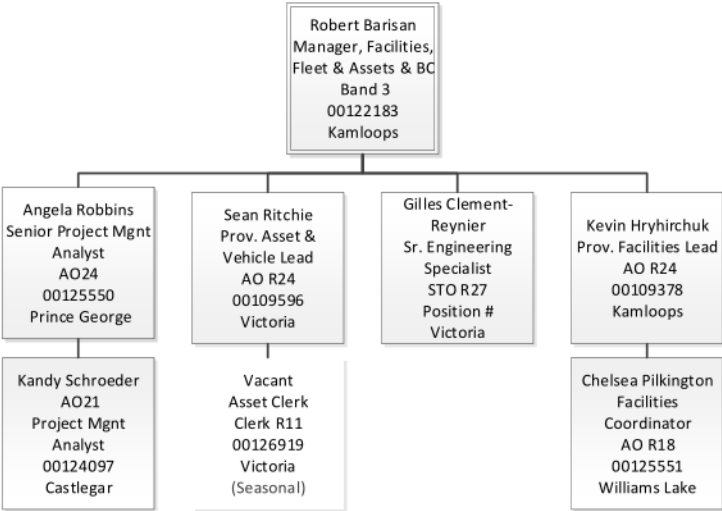 Robert Barisan
Manager, Facilities,
Fleet & Assets & BC
Band 3
00122183
Kamloops
Angela Robbins
Senior Project Mgnt
Analyst
AO24
00125550
Prince George
Sean Ritchie
Prov. Asset &
Vehicle Lead
AO R24
00109596
Victoria
Gilles Clement-
Reynier
Sr. Engineering
Specialist
STO R27
Position #
Victoria
Kevin Hryhirchuk
Prov. Facilities Lead
AO R24
00109378
Kamloops
Kandy Schroeder
AO21
Project Mgnt
Analyst
00124097
Castlegar
Vacant
Asset Clerk
Clerk R11
00126919
Victoria
(Seasonal)
Chelsea Pilkington
Facilities
Coordinator
AO R18
00125551
Williams Lake